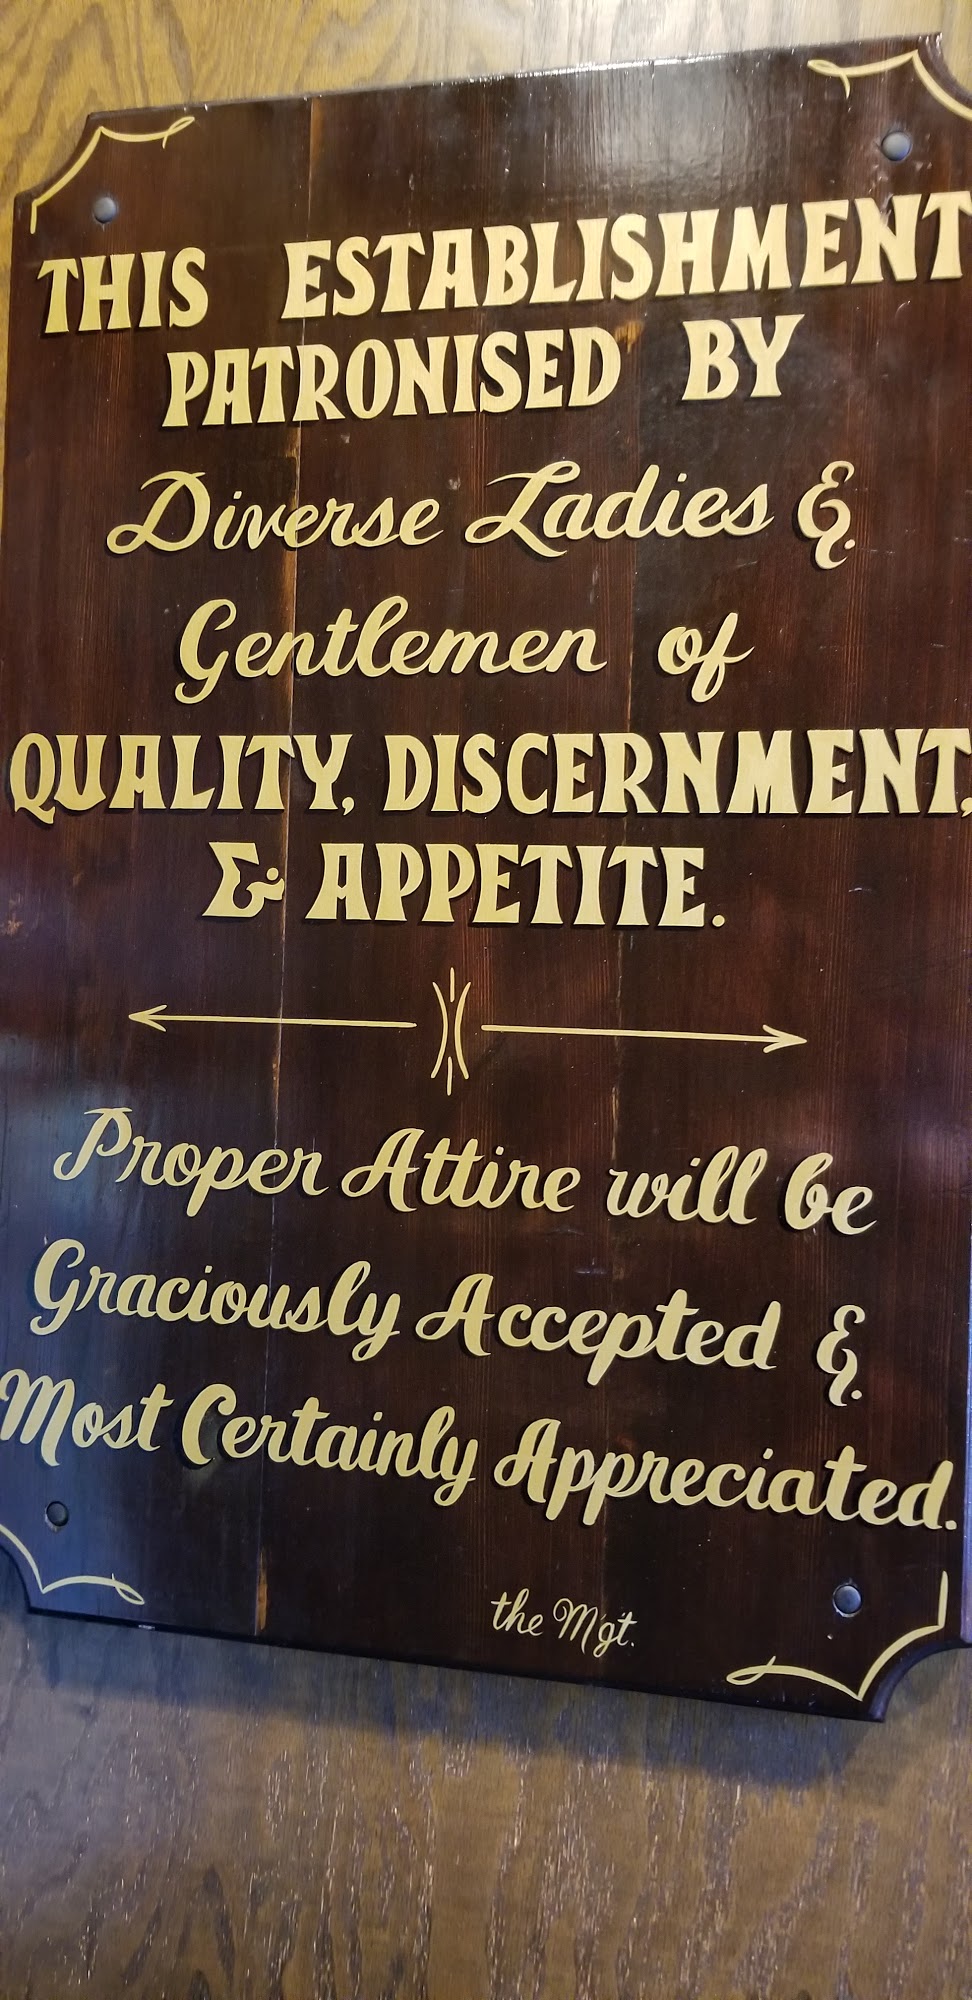 THIS ESTABLISHMENT
PATRONISED BY
Diverse Ladies &
Gentlemen of
QUALITY, DISCERNMENT,
& APPETITE.
Proper Attire will be
Graciously Accepted &
Most Certainly Appreciated.
the M'gt.